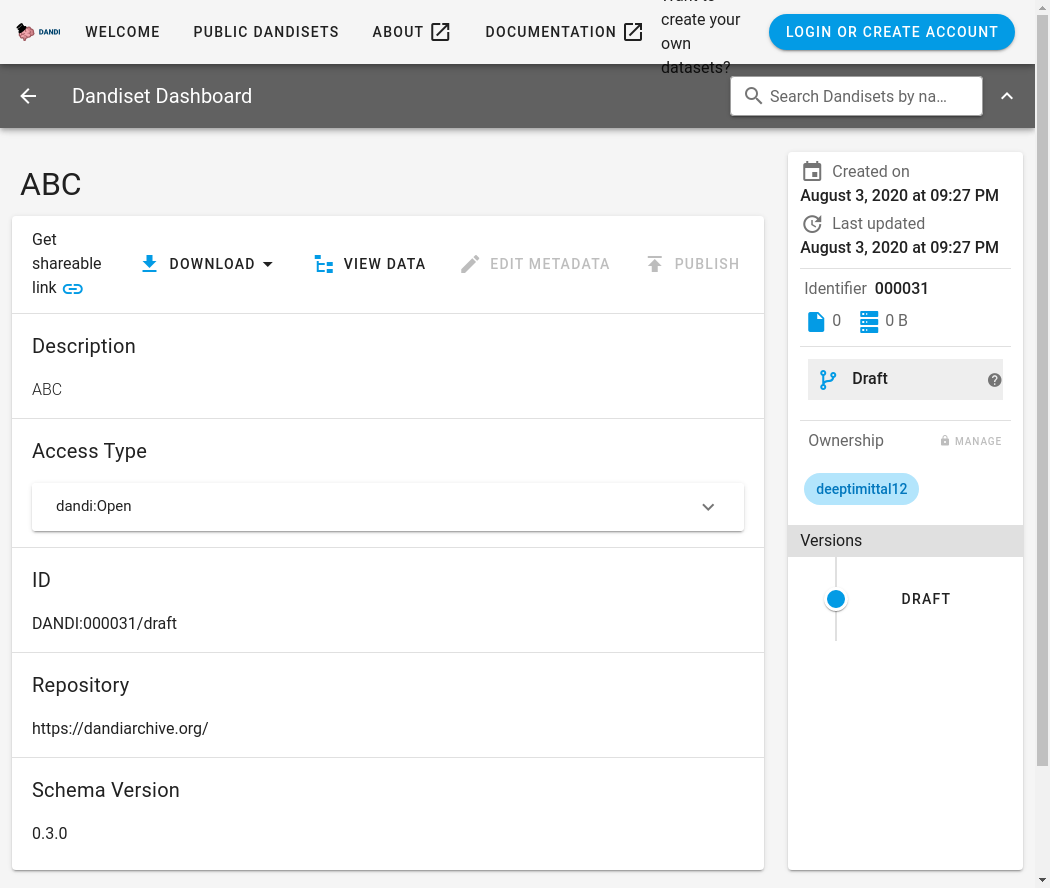 DANDI
WELCOME
PUBLIC DANDISETS
ABOUT
DOCUMENTATION
create your
own
datasets?
LOGIN OR CREATE ACCOUNT
Dandiset Dashboard
Search Dandisets by na...
ABC
Get
shareable
link
DOWNLOAD
VIEW DATA
EDIT METADATA
PUBLISH
Description
ABC
Access Type
dandi:Open
ID
DANDI:000031/draft
Repository
https://dandiarchive.org/
Schema Version
0.3.0
Created on
August 3, 2020 at 09:27 PM
Last updated
August 3, 2020 at 09:27 PM
Identifier 000031
0
0 B
Draft
Ownership
MANAGE
deeptimittal12
Versions
DRAFT